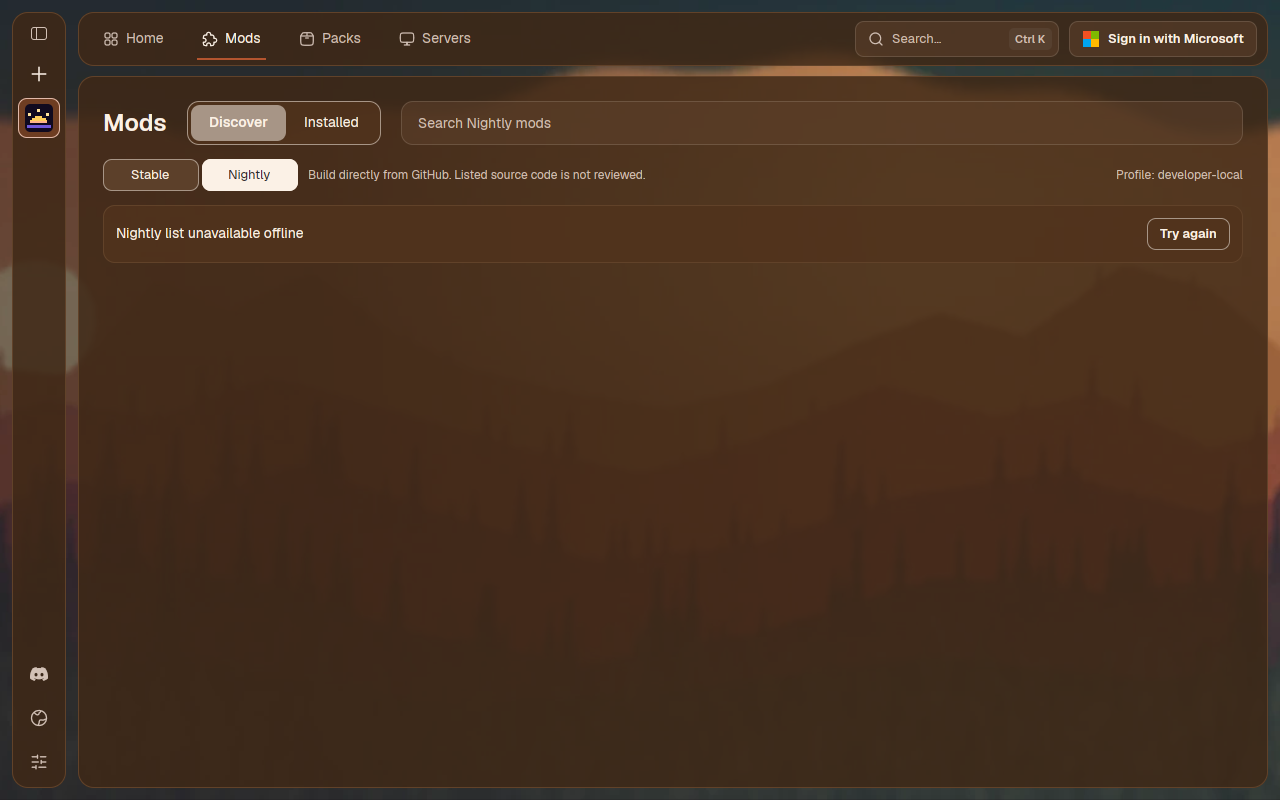 Home
Mods
Packs
Servers
Search...
Ctrl K
Sign in with Microsoft
Mods
Discover
Installed
Search Nightly mods
Stable
Nightly
Build directly from GitHub. Listed source code is not reviewed.
Profile: developer-local
Nightly list unavailable offline
Try again